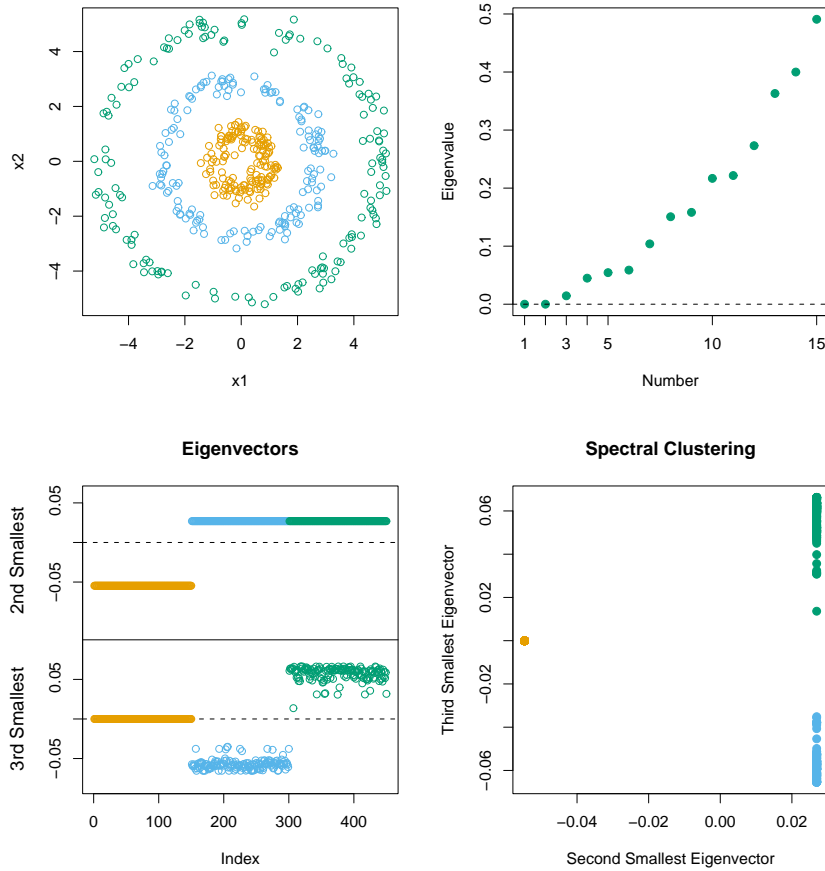 4
2
0
−2
−4
x2
−4 −2 0 2 4
x1
0.5
0.4
0.3
0.2
0.1
0.0
Eigenvalue
1 3 5 10 15
Number
Eigenvectors
0.05
−0.05
2nd Smallest
0.05
−0.05
3rd Smallest
0 100 200 300 400
Index
Spectral Clustering
0.06
0.02
−0.02
−0.06
Third Smallest Eigenvector
−0.04 −0.02 0.00 0.02
Second Smallest Eigenvector